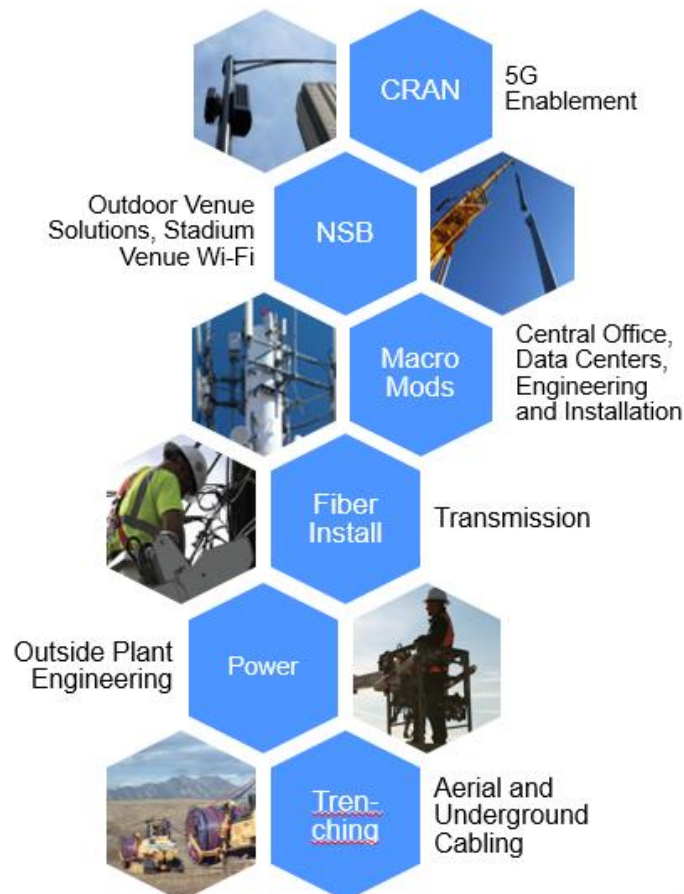 CRAN
5G
Enablement
Outdoor Venue
Solutions, Stadium
Venue Wi-Fi
NSB
Macro
Mods
Central Office,
Data Centers,
Engineering
and Installation
Fiber
Install
Transmission
Outside Plant
Engineering
Power
Tren-
ching
Aerial and
Underground
Cabling